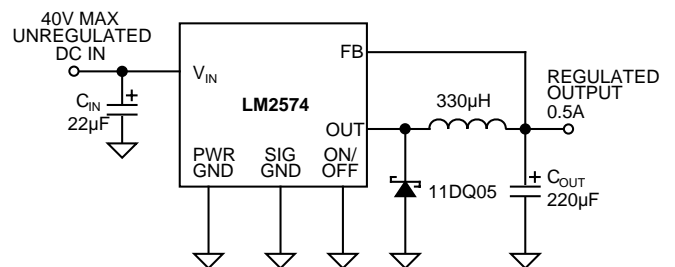 40V MAX
UNREGULATED
DC IN
V_IN
FB
LM2574
OUT
PWR
GND
SIG
GND
ON/
OFF
C_IN
+
22µF
330µH
REGULATED
OUTPUT
0.5A
11DQ05
+
C_OUT
220µF